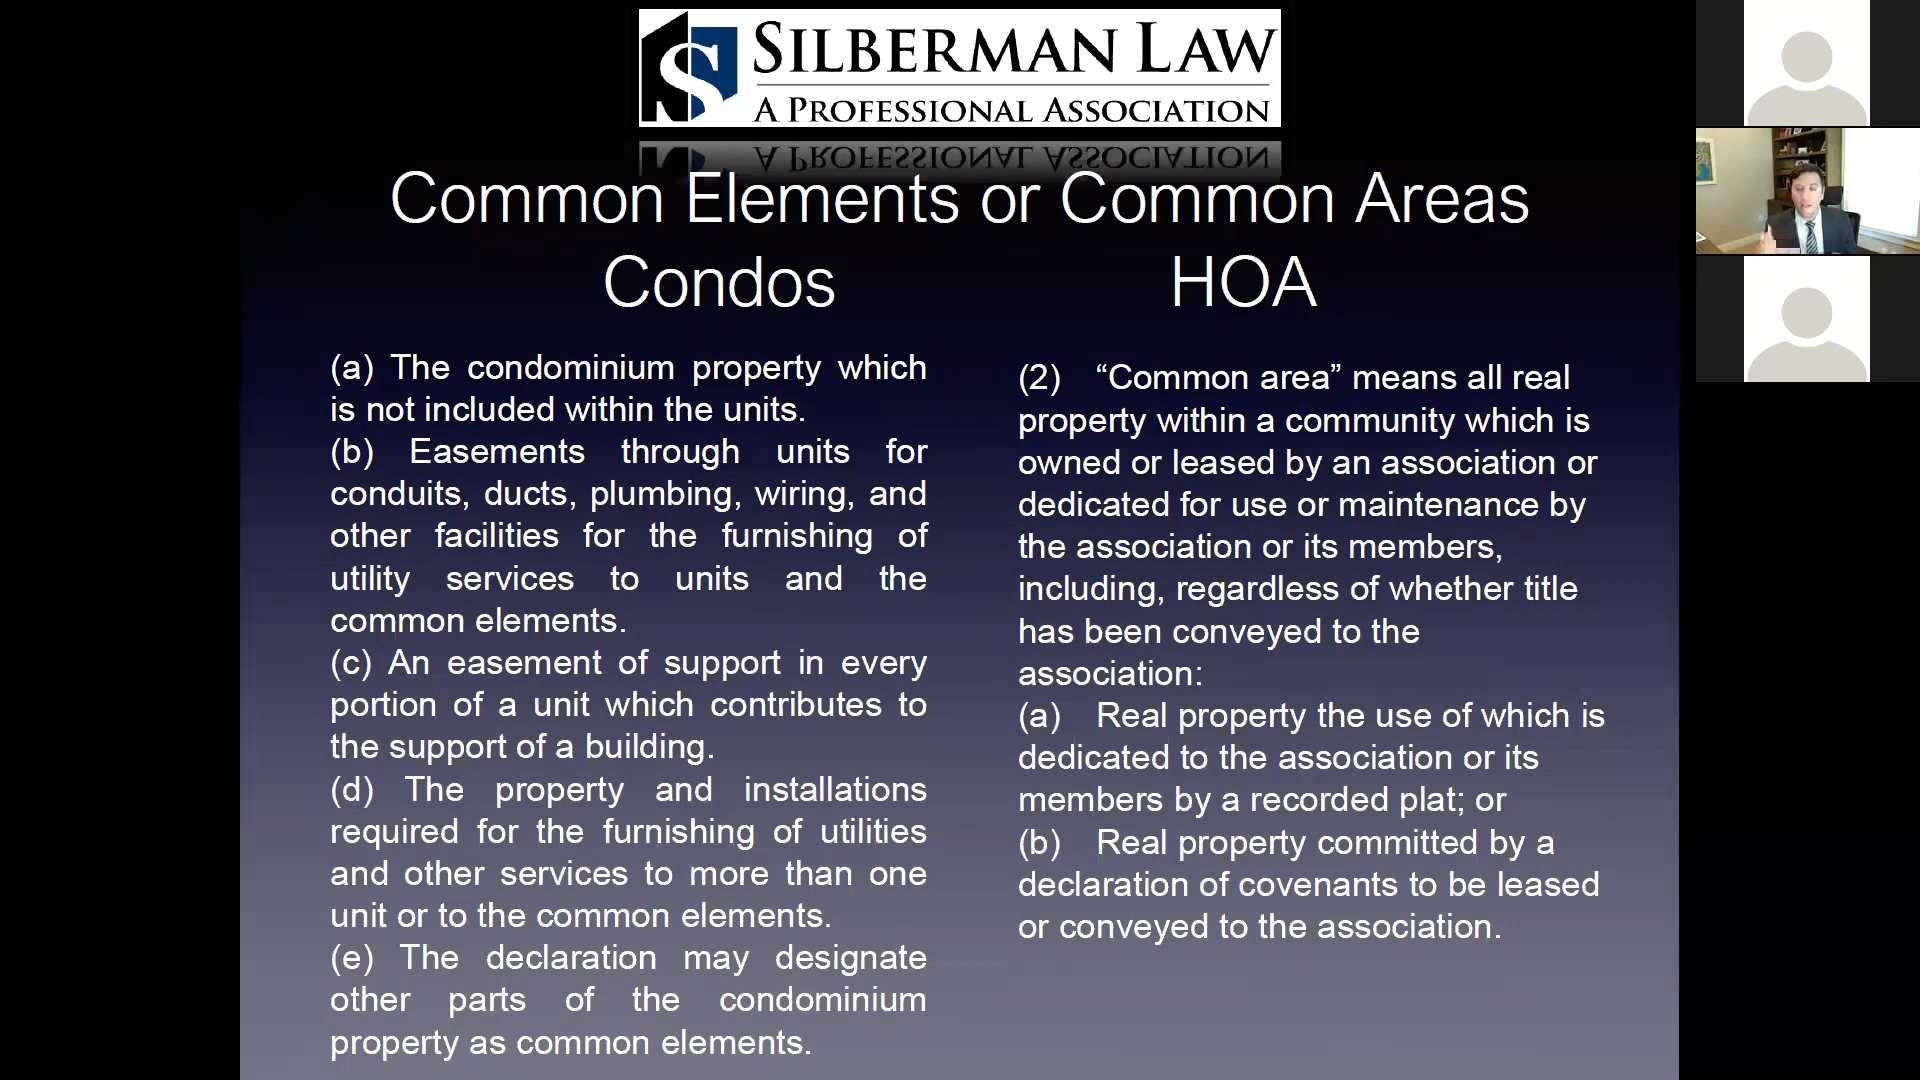 SILBERMAN LAW
A PROFESSIONAL ASSOCIATION
Common Elements or Common Areas
Condos
HOA
(a) The condominium property which
is not included within the units.
(b) Easements through units for
conduits, ducts, plumbing, wiring, and
other facilities for the furnishing of
utility services to units and the
common elements.
(c) An easement of support in every
portion of a unit which contributes to
the support of a building.
(d) The property and installations
required for the furnishing of utilities
and other services to more than one
unit or to the common elements.
(e) The declaration may designate
other parts of the condominium
property as common elements.
(2) “Common area” means all real
property within a community which is
owned or leased by an association or
dedicated for use or maintenance by
the association or its members,
including, regardless of whether title
has been conveyed to the
association:
(a) Real property the use of which is
dedicated to the association or its
members by a recorded plat; or
(b) Real property committed by a
declaration of covenants to be leased
or conveyed to the association.